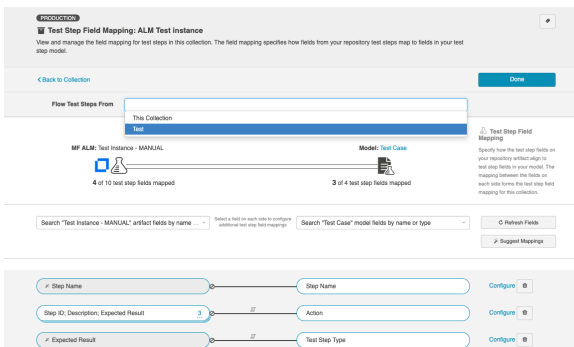 PRODUCTION
Test Step Field Mapping: ALM Test instance
View and manage the field mapping for test steps in this collection. The field mapping specifies how fields from your repository test steps map to fields in your test
step model.
Back to Collection
Done
Flow Test Steps From
This Collection
Test
MF ALM: Test Instance - MANUAL
4 of 10 test step fields mapped
Model: Test Case
3 of 4 test step fields mapped
Test Step Field
Mapping
Specify how the test step fields on
your repository artifact align to
test step fields in your model. The
mapping between the fields on
each side forms the test step field
mapping for this collection.
Search "Test Instance - MANUAL" artifact fields by name ...
Select a field on each side to configure
additional test step field mappings
Search "Test Case" model fields by name or type
Refresh Fields
Suggest Mappings
Step Name
Step Name
Configure
Step ID; Description; Expected Result 3
Action
Configure
Expected Result
Test Step Type
Configure